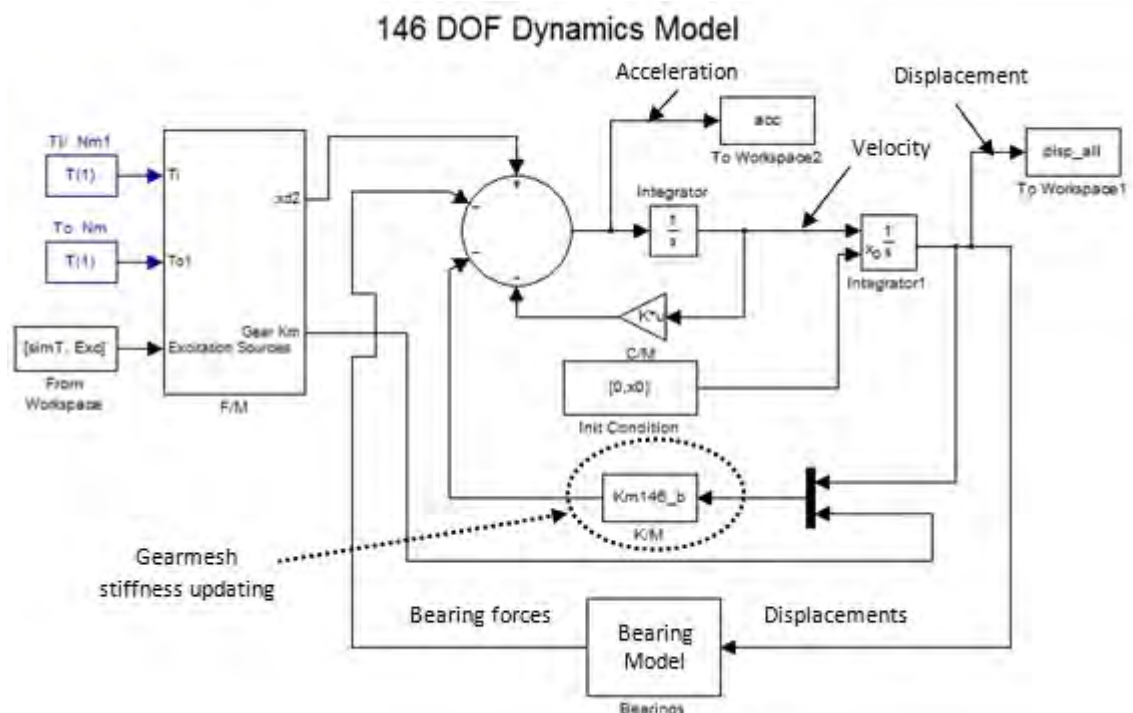 146 DOF Dynamics Model
Acceleration
Displacement
Ti/ Nm1
T(1)
Ti
xd2
acc
To Workspace2
Velocity
disp_all
To Workspace1
To Nm
T(1)
To1
+
−
−
-
Integrator
1
s
x₀
1
s
Integrator1
[simT, Exc]
From
Workspace
Excitation Sources
Gear Km
F/M
K*u
C/M
[0,x0]
Init Condition
Km146_b
K/M
Gearmesh
stiffness updating
Bearing forces
Displacements
Bearing
Model
Bearings